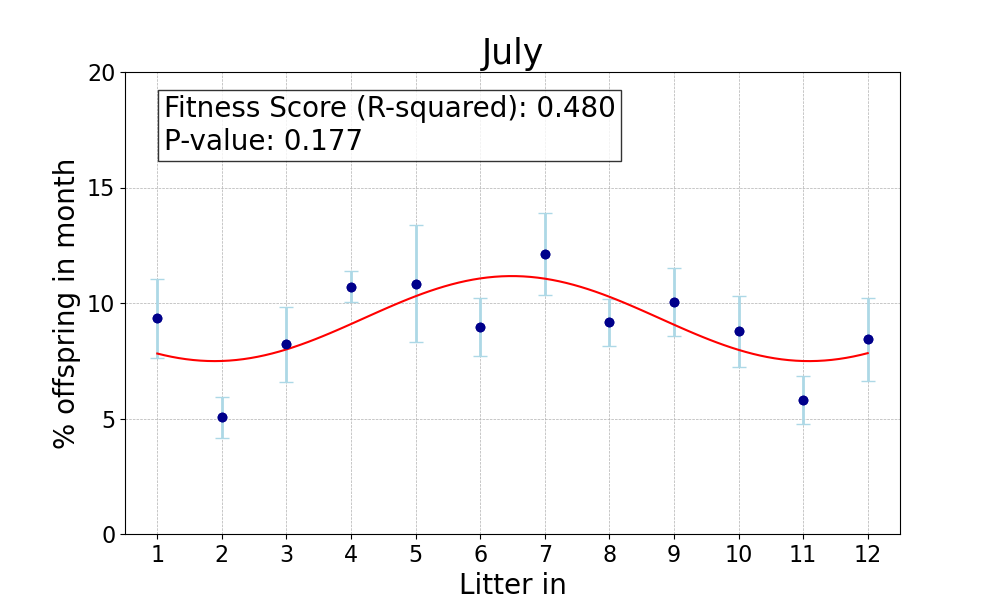 July
Fitness Score (R-squared): 0.480
P-value: 0.177
% offspring in month
20
15
10
5
0
1 2 3 4 5 6 7 8 9 10 11 12
Litter in